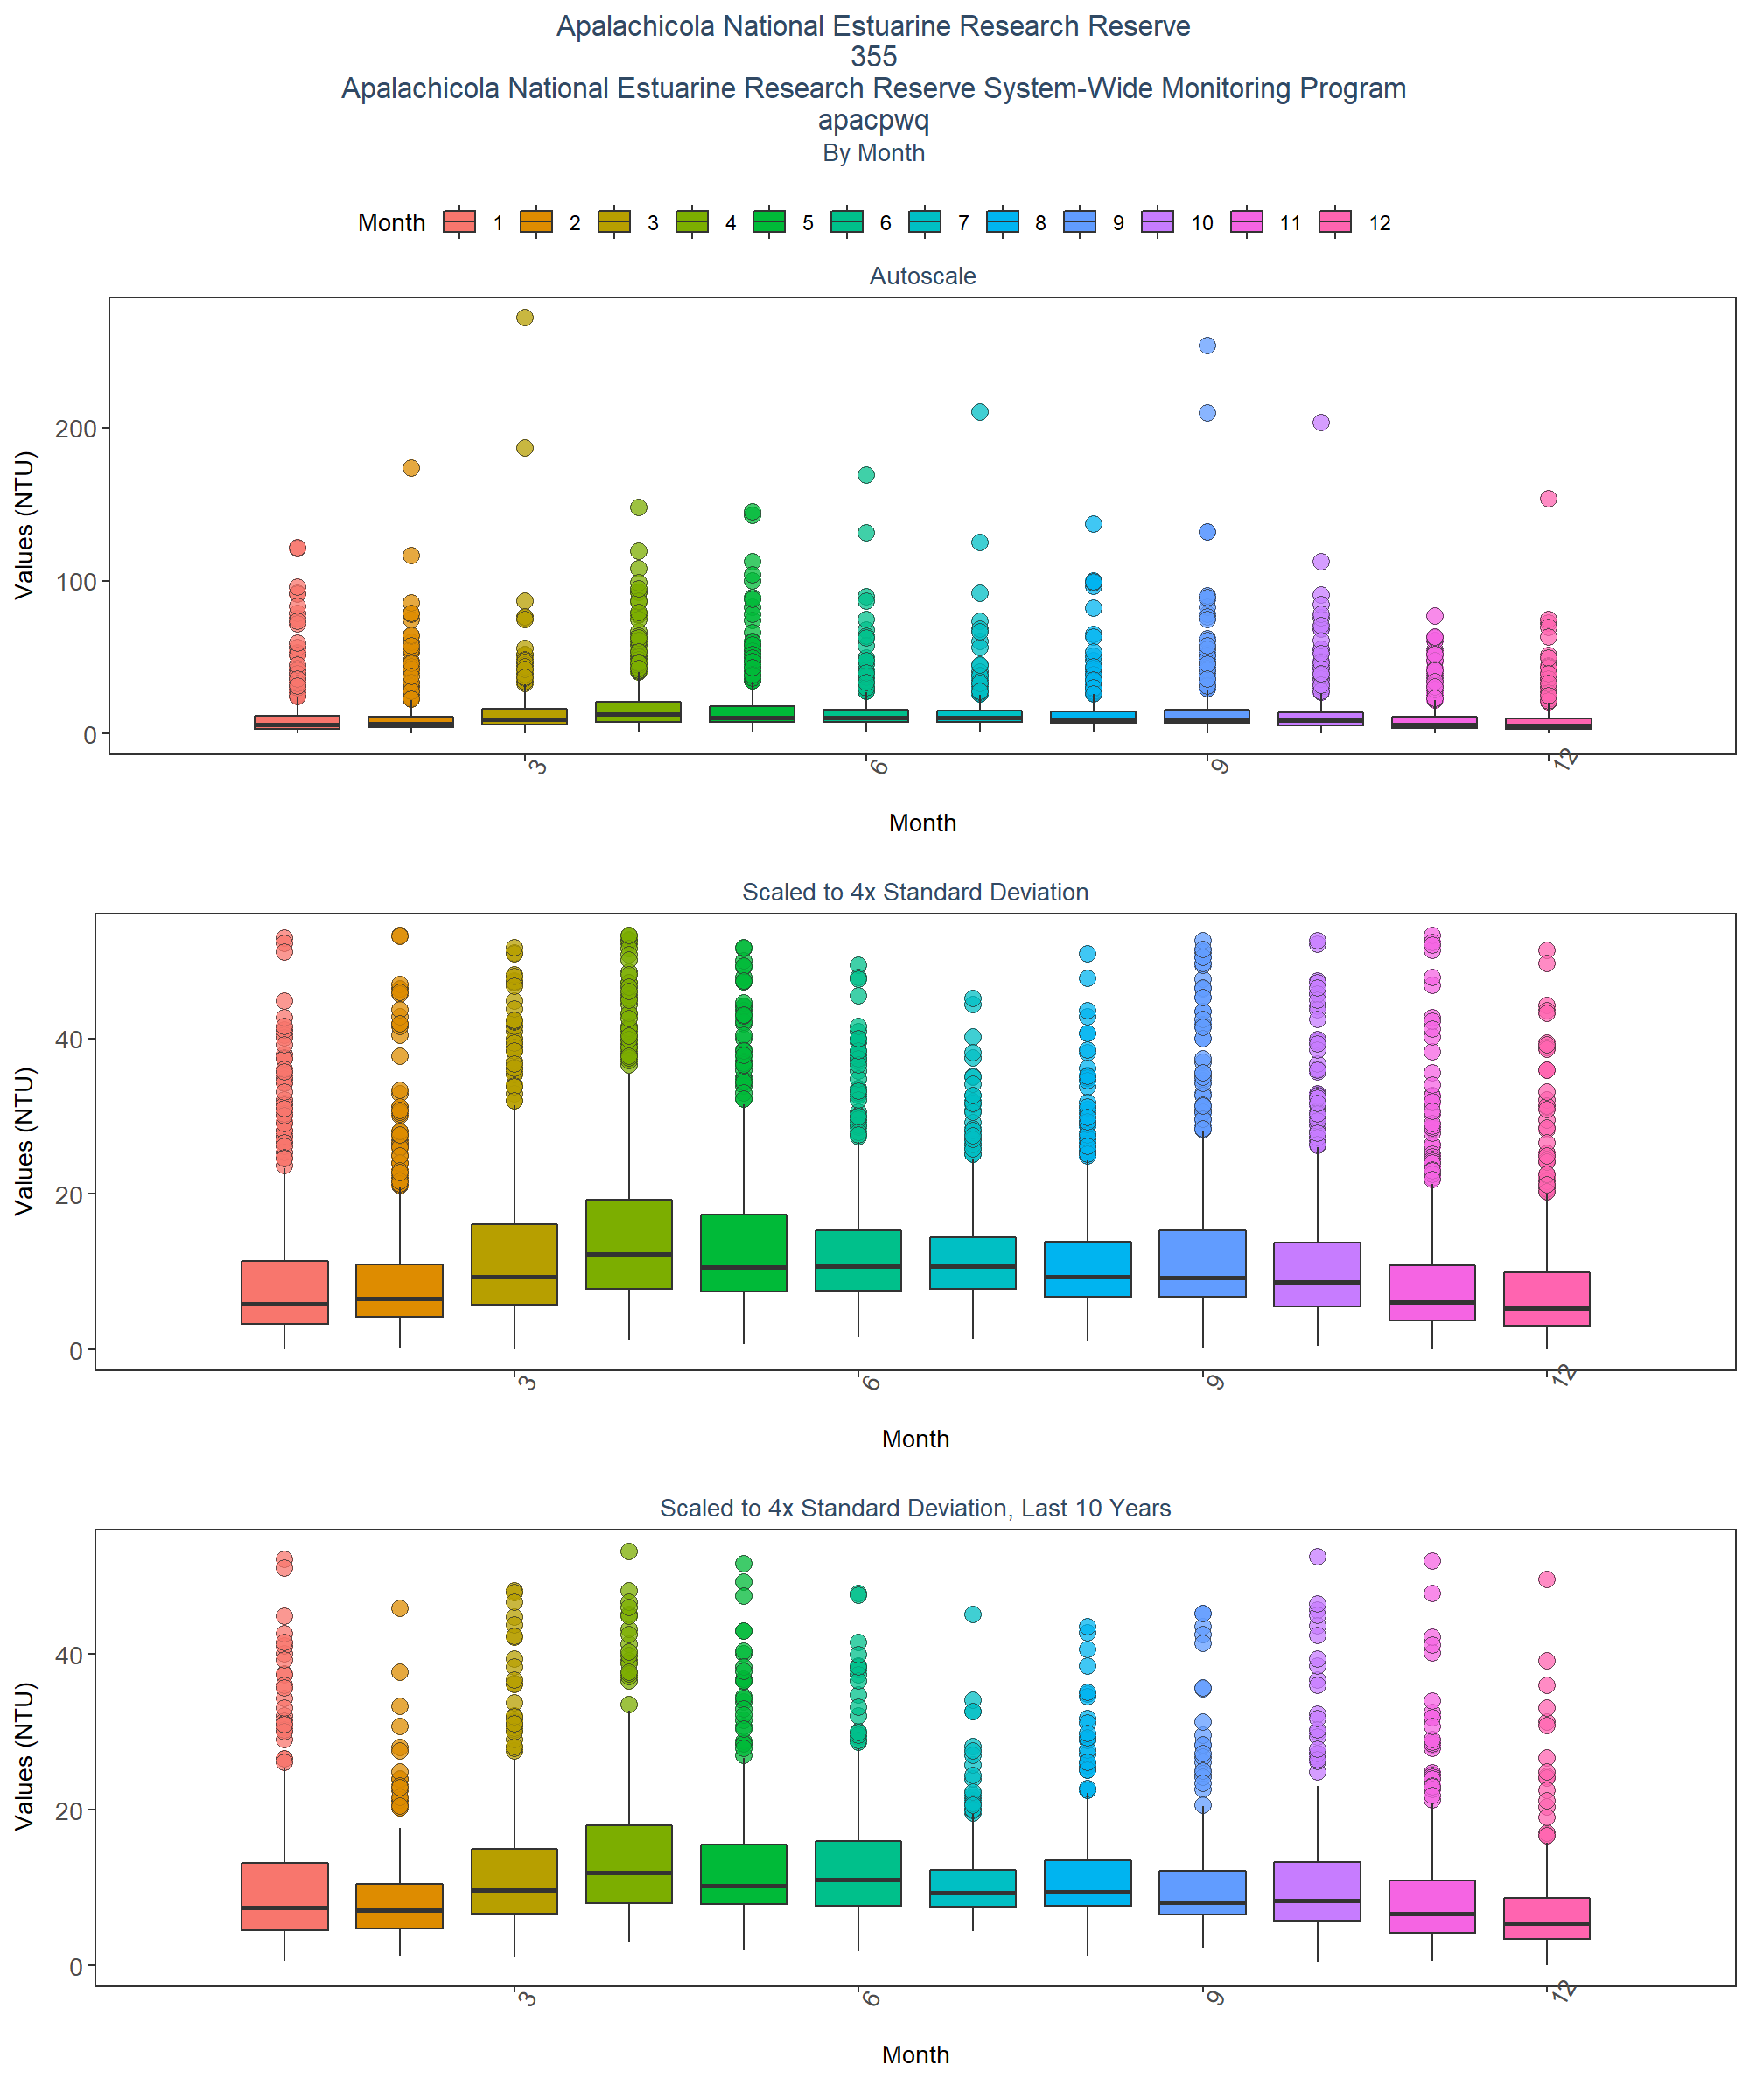 Apalachicola National Estuarine Research Reserve
355
Apalachicola National Estuarine Research Reserve System-Wide Monitoring Program
apacpwq
By Month
Month 1 2 3 4 5 6 7 8 9 10 11 12
Autoscale
Values (NTU)
200
100
0
3 6 9 12
Month
Scaled to 4x Standard Deviation
Values (NTU)
40
20
0
3 6 9 12
Month
Scaled to 4x Standard Deviation, Last 10 Years
Values (NTU)
40
20
0
3 6 9 12
Month